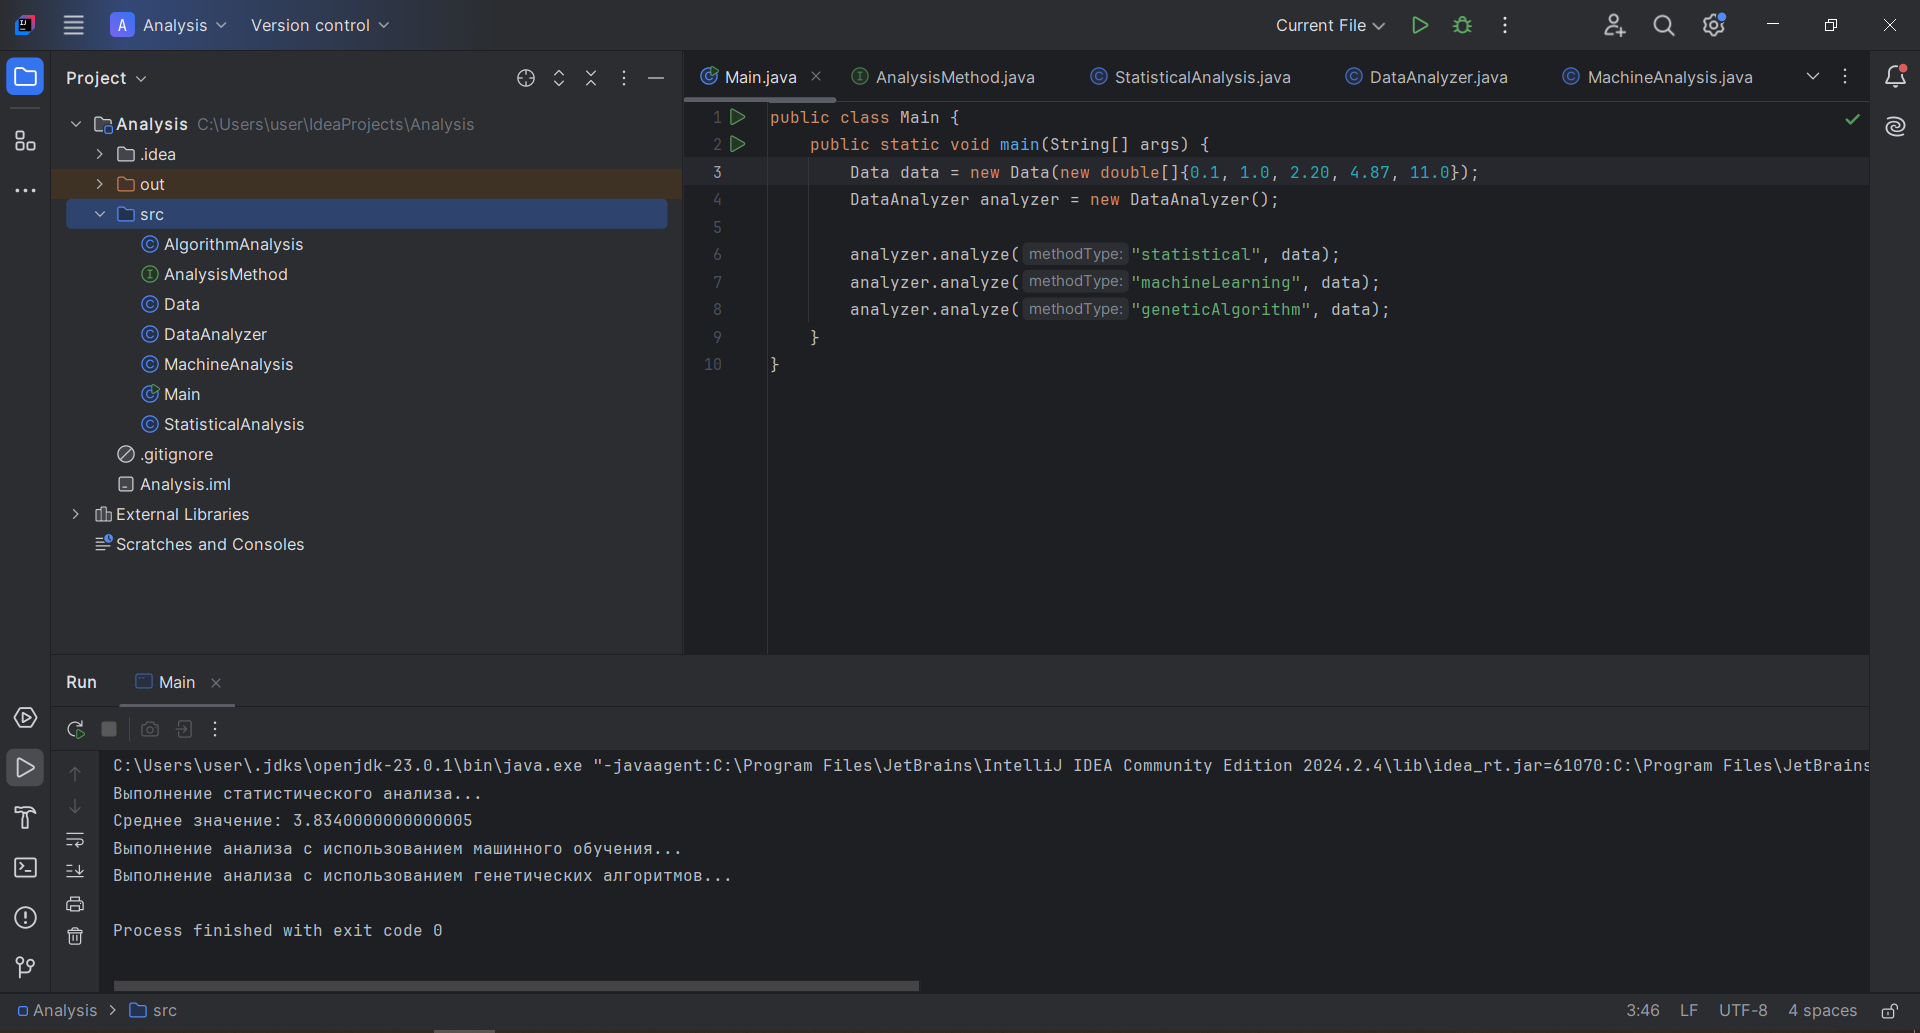 A Analysis Version control Current File
Project
Main.java AnalysisMethod.java StatisticalAnalysis.java DataAnalyzer.java MachineAnalysis.java
Analysis C:\Users\user\IdeaProjects\Analysis
.idea
out
src
AlgorithmAnalysis
AnalysisMethod
Data
DataAnalyzer
MachineAnalysis
Main
StatisticalAnalysis
.gitignore
Analysis.iml
External Libraries
Scratches and Consoles
1 public class Main {
2 public static void main(String[] args) {
3 Data data = new Data(new double[]{0.1, 1.0, 2.20, 4.87, 11.0});
4 DataAnalyzer analyzer = new DataAnalyzer();
5
6 analyzer.analyze( methodType: "statistical", data);
7 analyzer.analyze( methodType: "machineLearning", data);
8 analyzer.analyze( methodType: "geneticAlgorithm", data);
9 }
10 }
Run Main
C:\Users\user\.jdks\openjdk-23.0.1\bin\java.exe "-javaagent:C:\Program Files\JetBrains\IntelliJ IDEA Community Edition 2024.2.4\lib\idea_rt.jar=61070:C:\Program Files\JetBrains
Выполнение статистического анализа...
Среднее значение: 3.8340000000000005
Выполнение анализа с использованием машинного обучения...
Выполнение анализа с использованием генетических алгоритмов...
Process finished with exit code 0
Analysis src
3:46 LF UTF-8 4 spaces